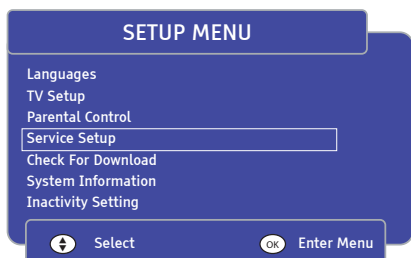 SETUP MENU
Languages
TV Setup
Parental Control
Service Setup
Check For Download
System Information
Inactivity Setting
Select OK Enter Menu